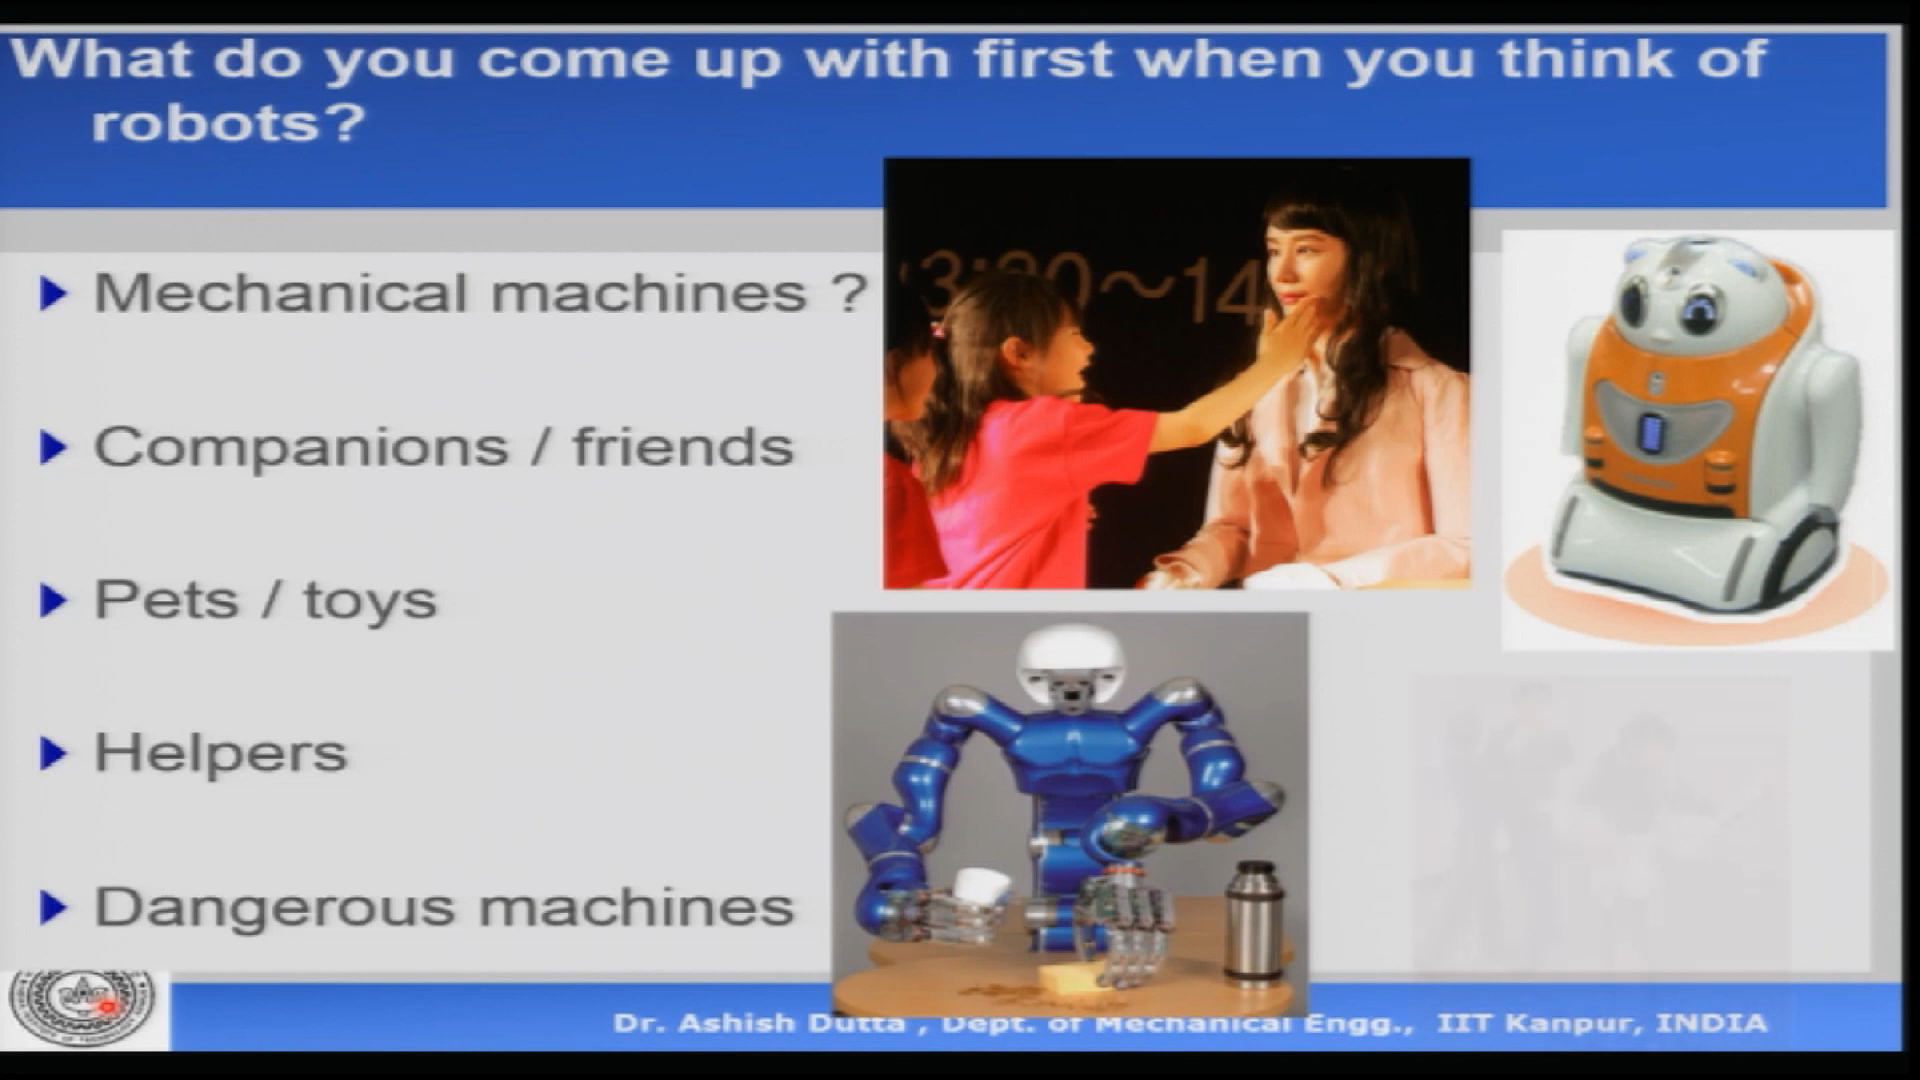 What do you come up with first when you think of
robots?
Mechanical machines ?
Companions / friends
Pets / toys
Helpers
Dangerous machines
Dr. Ashish Dutta , Dept. of Mechanical Engg., IIT Kanpur, INDIA